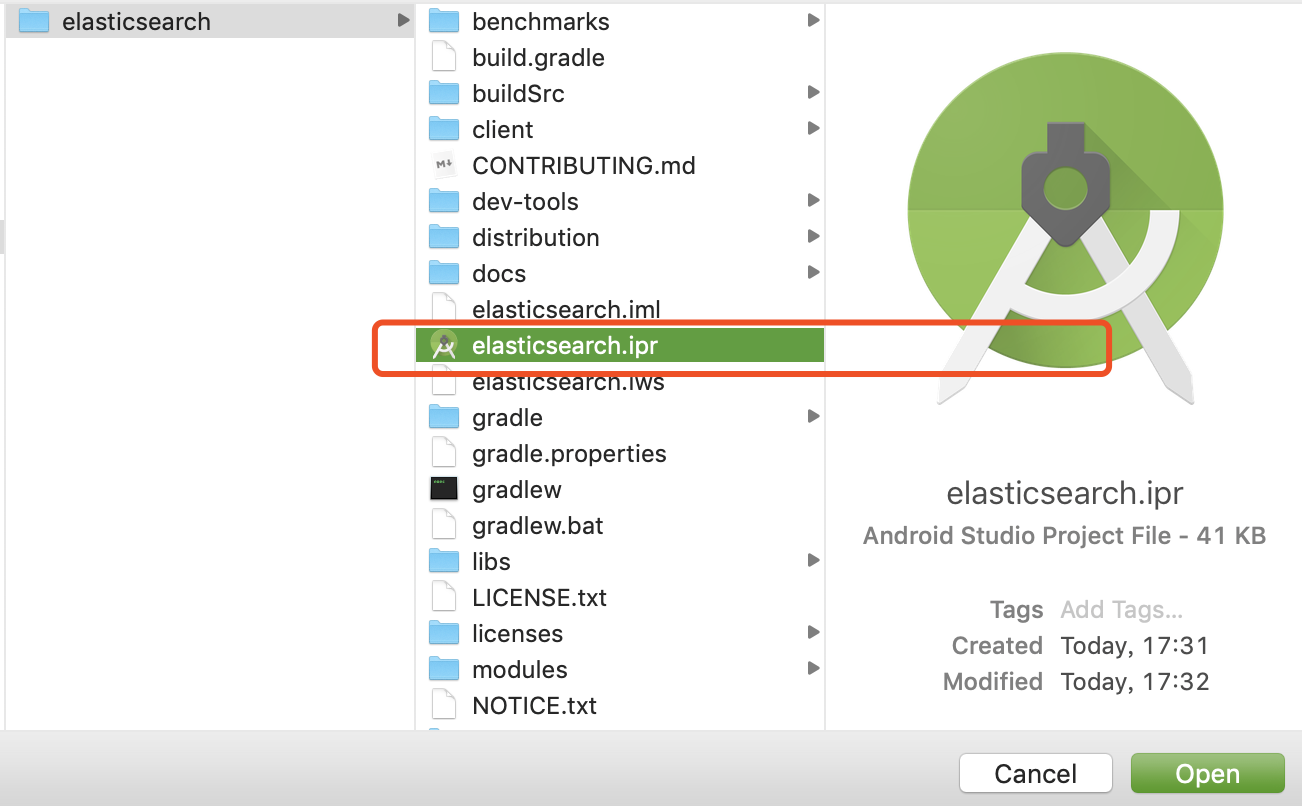 elasticsearch
benchmarks
build.gradle
buildSrc
client
CONTRIBUTING.md
dev-tools
distribution
docs
elasticsearch.iml
elasticsearch.ipr
elasticsearch.iws
gradle
gradle.properties
gradlew
gradlew.bat
libs
LICENSE.txt
licenses
modules
NOTICE.txt
elasticsearch.ipr
Android Studio Project File - 41 KB
Tags Add Tags...
Created Today, 17:31
Modified Today, 17:32
Cancel Open